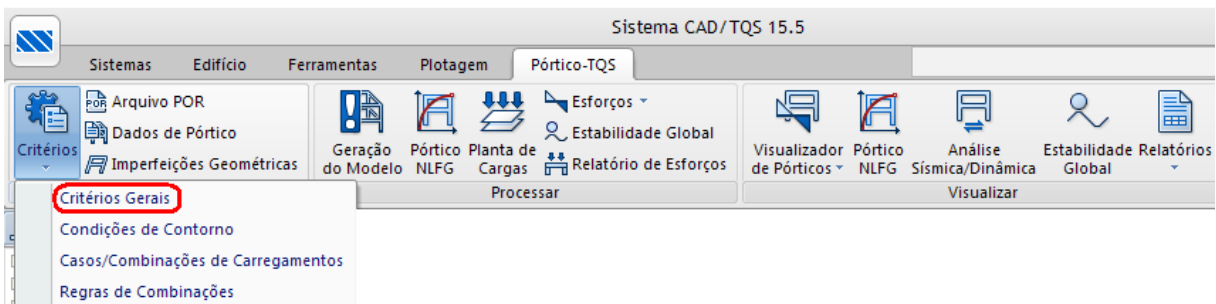 Sistema CAD/TQS 15.5
Sistemas Edifício Ferramentas Plotagem Pórtico-TQS
Critérios
POR Arquivo POR
Dados de Pórtico
Imperfeições Geométricas
Geração do Modelo
Pórtico NLFG
Planta de Cargas
Esforços
Estabilidade Global
Relatório de Esforços
Processar
Visualizador de Pórticos
Pórtico NLFG
Análise Sísmica/Dinâmica
Estabilidade Global
Relatórios
Visualizar
Critérios Gerais
Condições de Contorno
Casos/Combinações de Carregamentos
Regras de Combinações